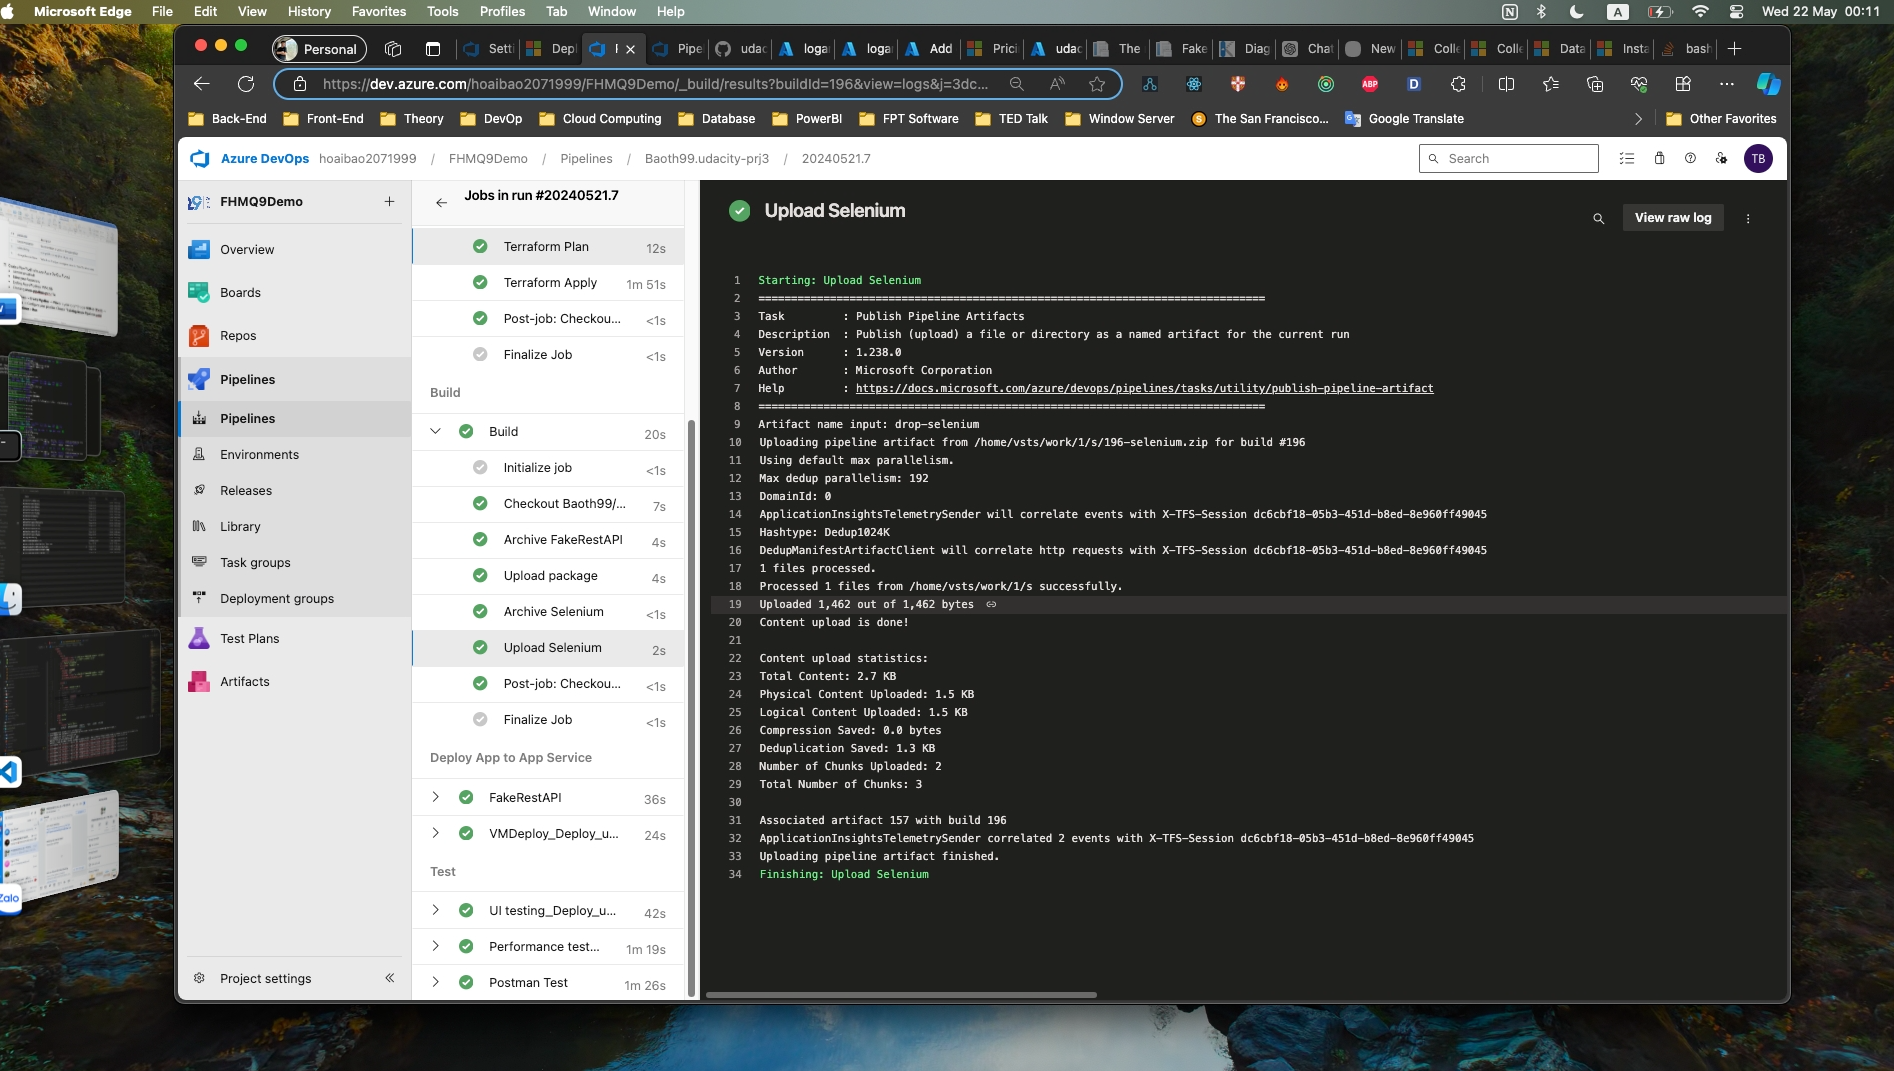 Microsoft Edge File Edit View History Favorites Tools Profiles Tab Window Help
N A Wed 22 May 00:11
Personal Setti Depl F Pipe udac logar logar Add Prici udac The Fake Diag Chat New Colle Colle Data Insta bash
https://dev.azure.com/hoaibao2071999/FHMQ9Demo/_build/results?buildId=196&view=logs&j=3dc...
ABP D
Back-End Front-End Theory DevOp Cloud Computing Database PowerBI FPT Software TED Talk Window Server The San Francisco... Google Translate Other Favorites
Azure DevOps hoaibao2071999 / FHMQ9Demo / Pipelines / Baoth99.udacity-prj3 / 20240521.7
Search
TB
FHMQ9Demo
Overview
Boards
Repos
Pipelines
Pipelines
Environments
Releases
Library
Task groups
Deployment groups
Test Plans
Artifacts
Project settings
Jobs in run #20240521.7
Terraform Plan 12s
Terraform Apply 1m 51s
Post-job: Checkou... <1s
Finalize Job <1s
Build
Build 20s
Initialize job <1s
Checkout Baoth99/... 7s
Archive FakeRestAPI 4s
Upload package 4s
Archive Selenium <1s
Upload Selenium 2s
Post-job: Checkou... <1s
Finalize Job <1s
Deploy App to App Service
FakeRestAPI 36s
VMDeploy_Deploy_u... 24s
Test
UI testing_Deploy_u... 42s
Performance test... 1m 19s
Postman Test 1m 26s
Upload Selenium
View raw log
1 Starting: Upload Selenium
2 ==============================================================================
3 Task : Publish Pipeline Artifacts
4 Description : Publish (upload) a file or directory as a named artifact for the current run
5 Version : 1.238.0
6 Author : Microsoft Corporation
7 Help : https://docs.microsoft.com/azure/devops/pipelines/tasks/utility/publish-pipeline-artifact
8 ==============================================================================
9 Artifact name input: drop-selenium
10 Uploading pipeline artifact from /home/vsts/work/1/s/196-selenium.zip for build #196
11 Using default max parallelism.
12 Max dedup parallelism: 192
13 DomainId: 0
14 ApplicationInsightsTelemetrySender will correlate events with X-TFS-Session dc6cbf18-05b3-451d-b8ed-8e960ff49045
15 Hashtype: Dedup1024K
16 DedupManifestArtifactClient will correlate http requests with X-TFS-Session dc6cbf18-05b3-451d-b8ed-8e960ff49045
17 1 files processed.
18 Processed 1 files from /home/vsts/work/1/s successfully.
19 Uploaded 1,462 out of 1,462 bytes
20 Content upload is done!
21
22 Content upload statistics:
23 Total Content: 2.7 KB
24 Physical Content Uploaded: 1.5 KB
25 Logical Content Uploaded: 1.5 KB
26 Compression Saved: 0.0 bytes
27 Deduplication Saved: 1.3 KB
28 Number of Chunks Uploaded: 2
29 Total Number of Chunks: 3
30
31 Associated artifact 157 with build 196
32 ApplicationInsightsTelemetrySender correlated 2 events with X-TFS-Session dc6cbf18-05b3-451d-b8ed-8e960ff49045
33 Uploading pipeline artifact finished.
34 Finishing: Upload Selenium
Zalo